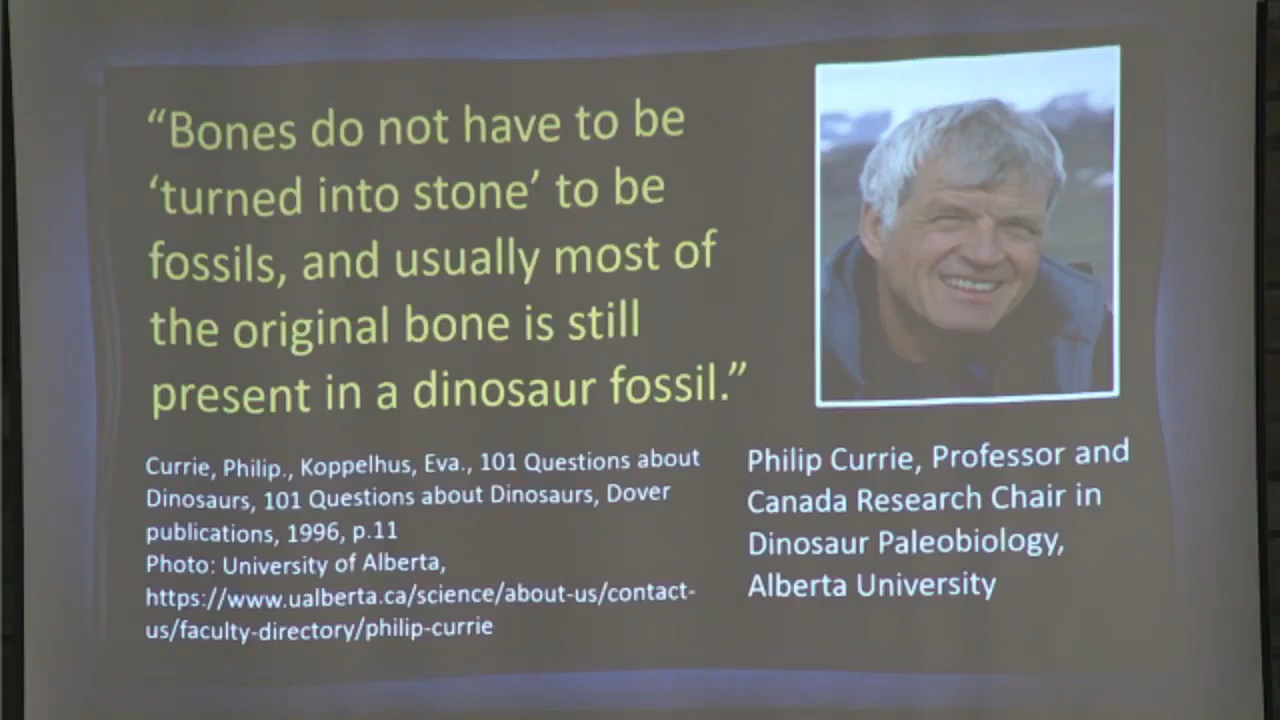 “Bones do not have to be
‘turned into stone’ to be
fossils, and usually most of
the original bone is still
present in a dinosaur fossil.”
Currie, Philip., Koppelhus, Eva., 101 Questions about
Dinosaurs, 101 Questions about Dinosaurs, Dover
publications, 1996, p.11
Photo: University of Alberta,
https://www.ualberta.ca/science/about-us/contact-
us/faculty-directory/philip-currie
Philip Currie, Professor and
Canada Research Chair in
Dinosaur Paleobiology,
Alberta University